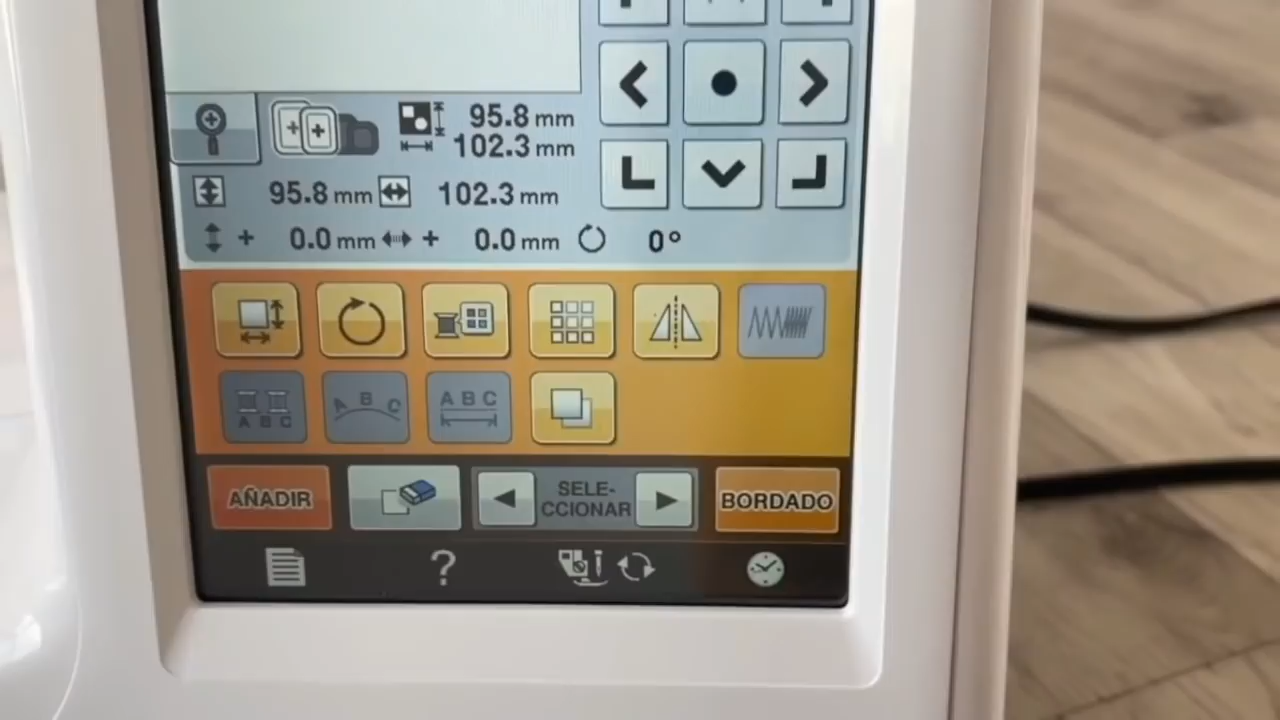 95.8 mm
102.3 mm
95.8 mm 102.3 mm
+ 0.0 mm + 0.0 mm 0°
A B C A B C A B C
AÑADIR SELE-
CCIONAR BORDADO
?